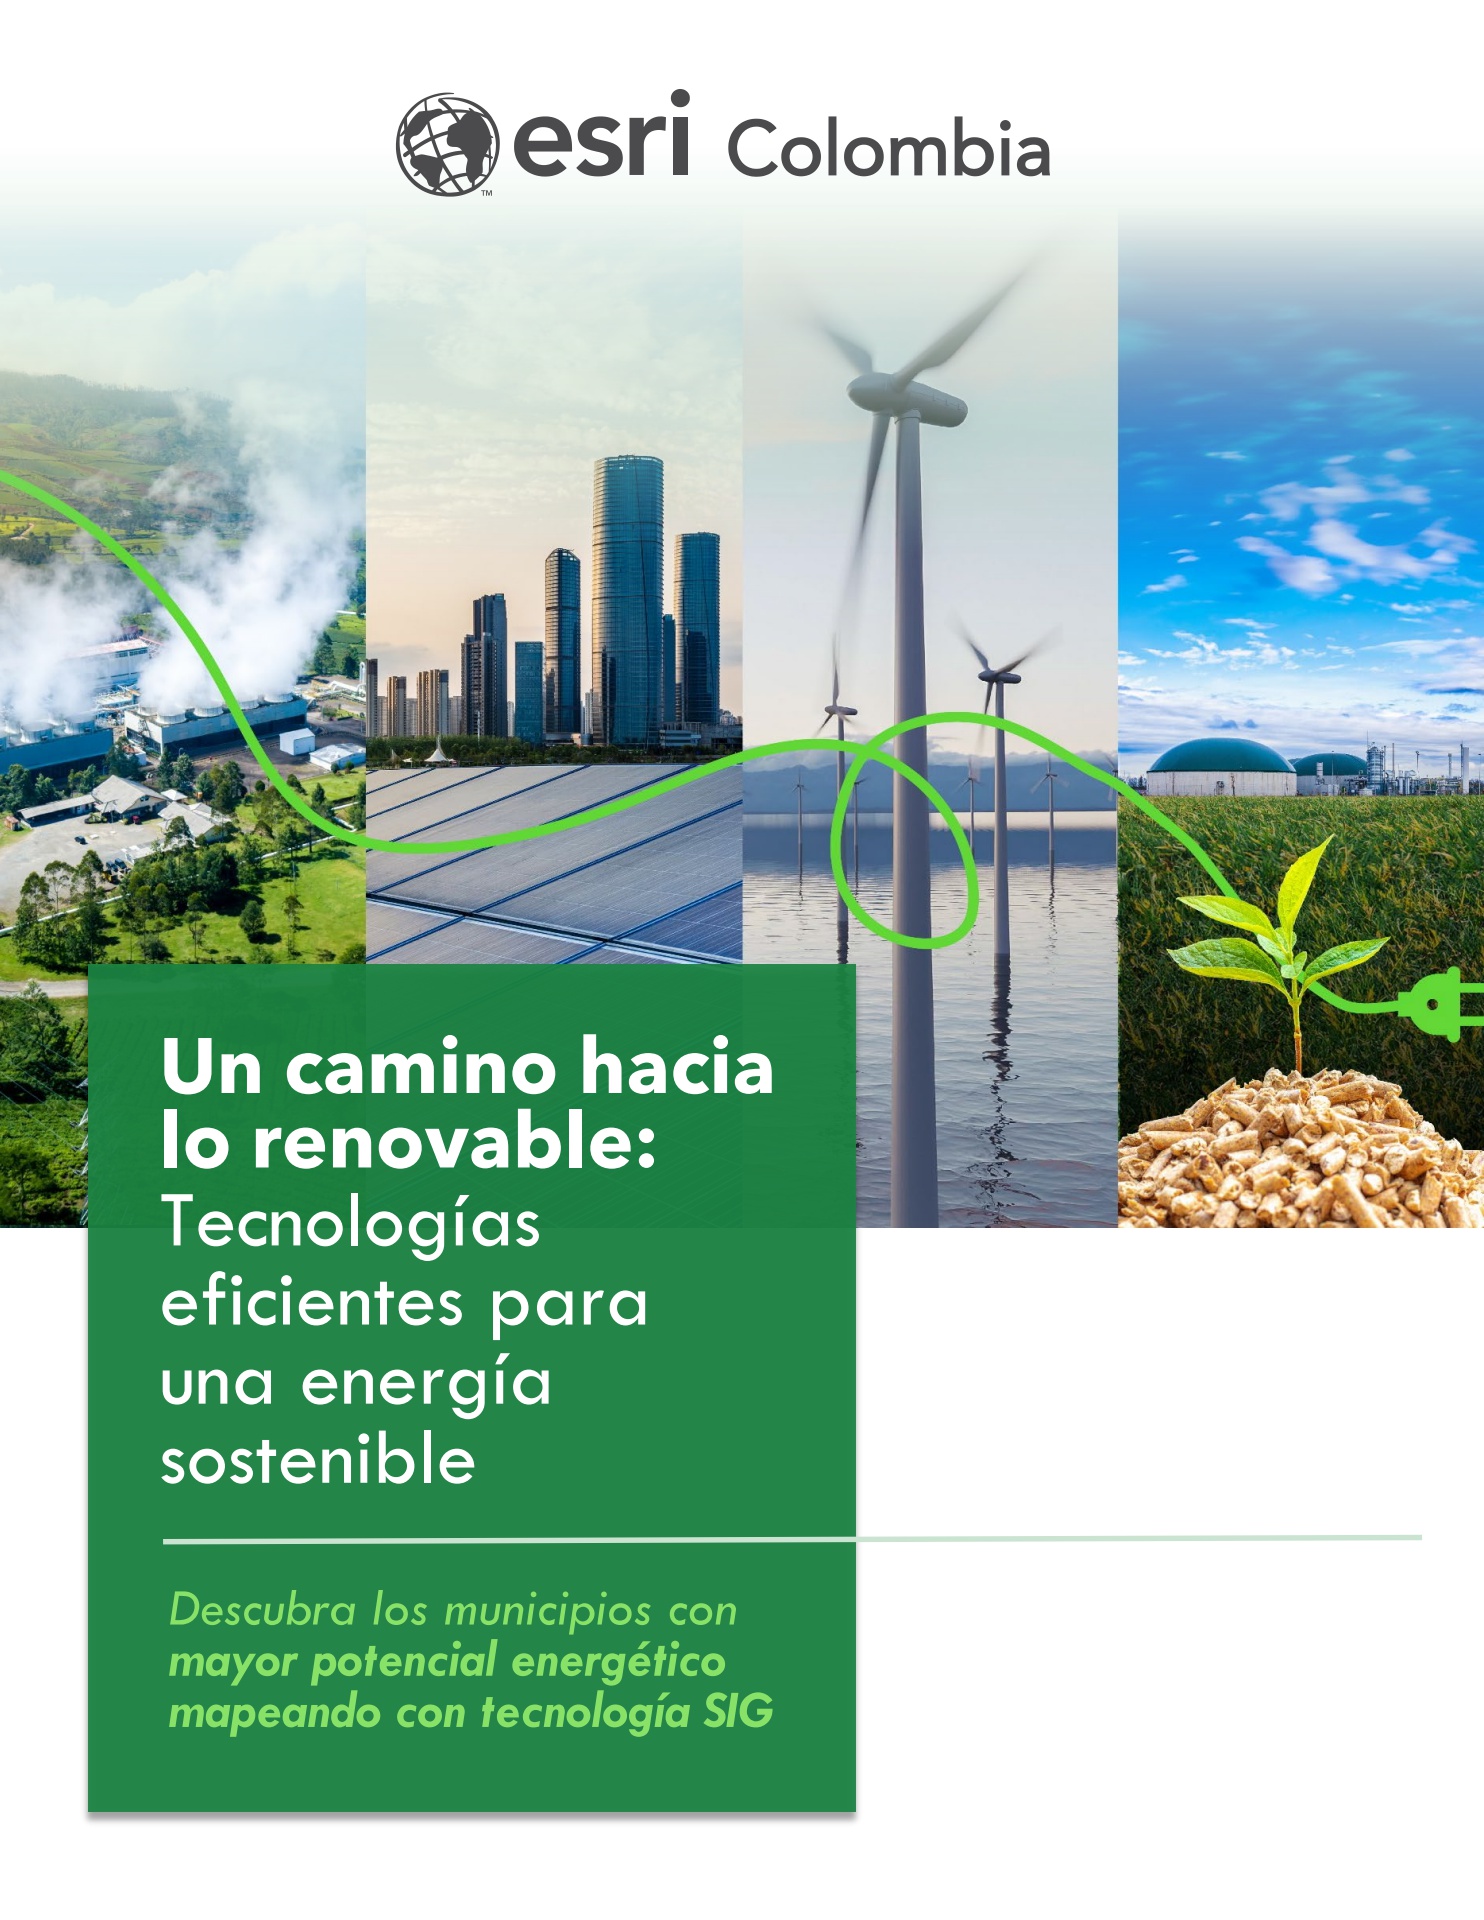 esri Colombia
TM
Un camino hacia
lo renovable:
Tecnologías
eficientes para
una energía
sostenible
Descubra los municipios con
mayor potencial energético
mapeando con tecnología SIG